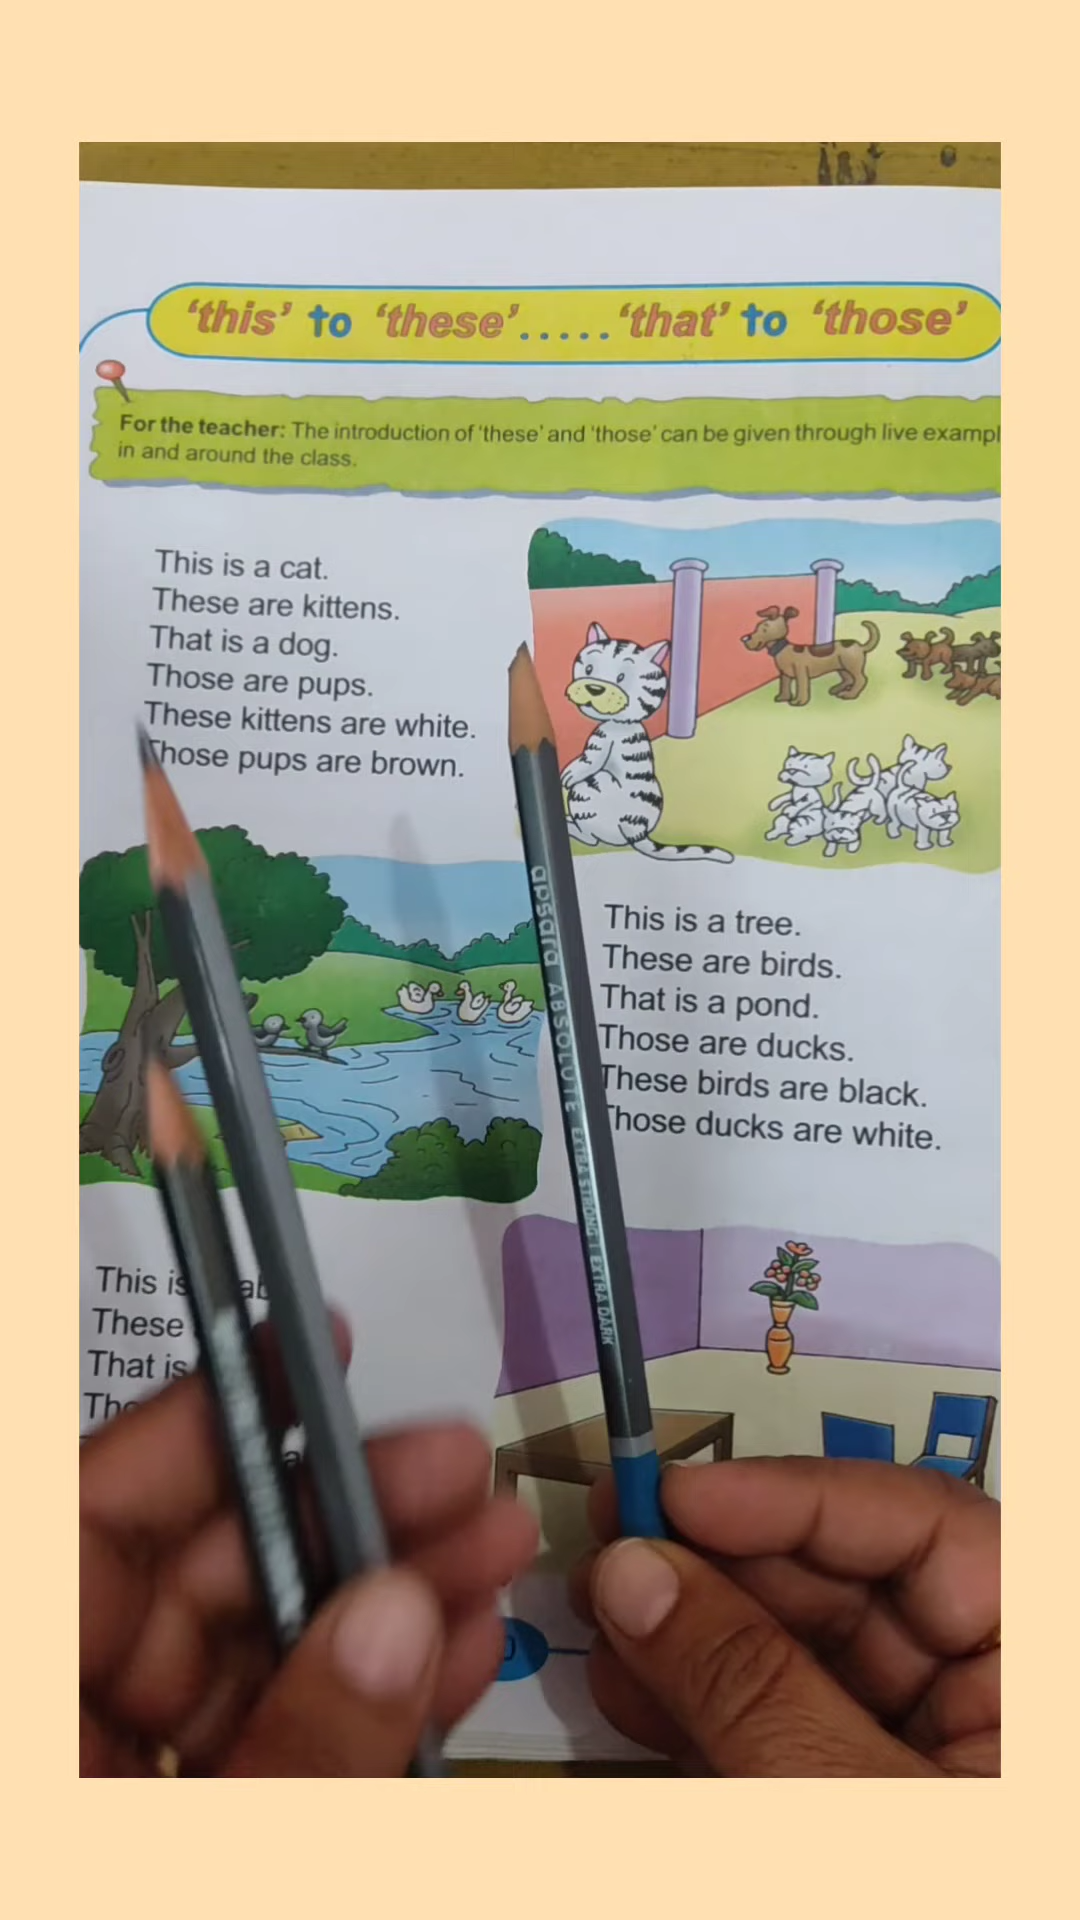 'this' to 'these'.....'that' to 'those'
For the teacher: The introduction of 'these' and 'those' can be given through live exampl
in and around the class.
This is a cat.
These are kittens.
That is a dog.
Those are pups.
These kittens are white.
Those pups are brown.
This is a tree.
These are birds.
That is a pond.
Those are ducks.
These birds are black.
Those ducks are white.
This is
These
That is
apsara ABSOLUTE EXTRA STRONG | EXTRA DARK